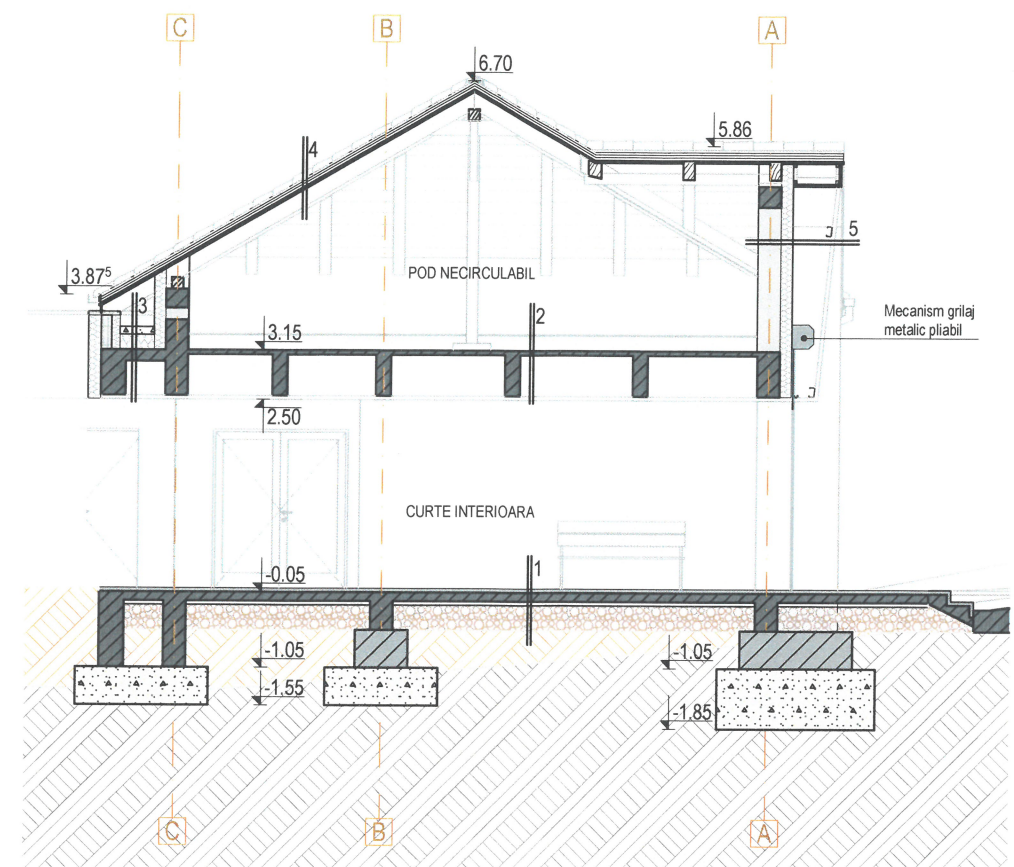 C
B
A
6.70
5.86
4
5
POD NECIRCULABIL
3.87⁵
3
2
Mecanism grilaj
metalic pliabil
3.15
2.50
CURTE INTERIOARA
1
-0.05
-1.05
-1.05
-1.55
-1.85
C
B
A